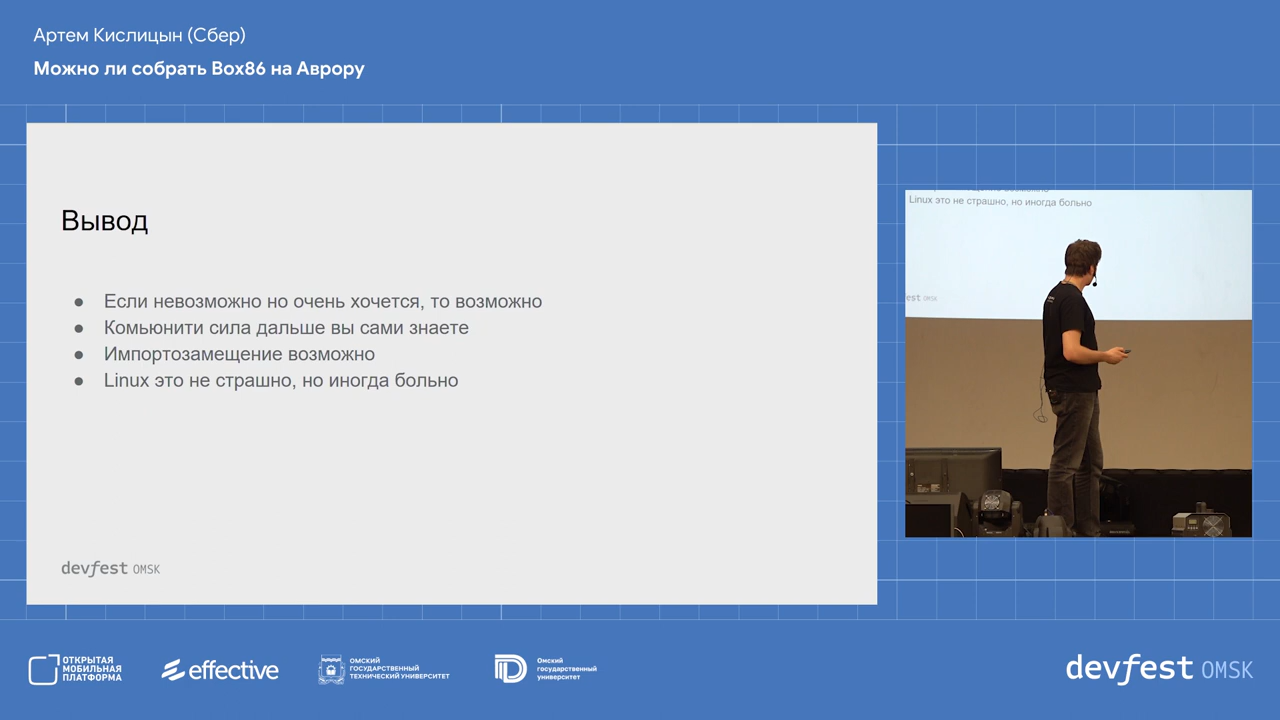 Артем Кислицын (Сбер)
Можно ли собрать Box86 на Аврору
Вывод
● Если невозможно но очень хочется, то возможно
● Комьюнити сила дальше вы сами знаете
● Импортозамещение возможно
● Linux это не страшно, но иногда больно
devfest OMSK
Linux это не страшно, но иногда больно
est OMSK
ОТКРЫТАЯ
МОБИЛЬНАЯ
ПЛАТФОРМА
effective
ОМСКИЙ
ГОСУДАРСТВЕННЫЙ
ТЕХНИЧЕСКИЙ УНИВЕРСИТЕТ
Омский
государственный
университет
devfest OMSK